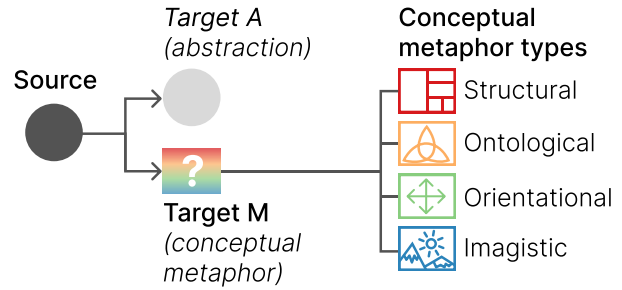 Target A
(abstraction)
Source
?
Target M
(conceptual
metaphor)
Conceptual
metaphor types
Structural
Ontological
Orientational
Imagistic